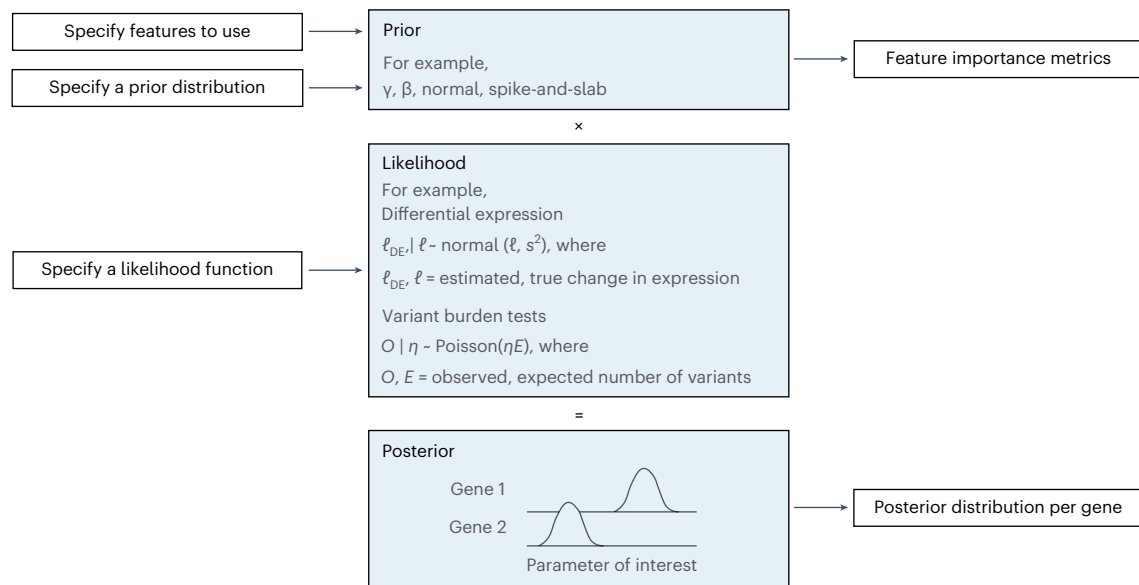 Specify features to use
Specify a prior distribution
Prior
For example,
γ, β, normal, spike-and-slab
Feature importance metrics
×
Likelihood
For example,
Differential expression
ℓ_DE,| ℓ ~ normal (ℓ, s²), where
ℓ_DE, ℓ = estimated, true change in expression
Variant burden tests
O | η ~ Poisson(ηE), where
O, E = observed, expected number of variants
Specify a likelihood function
=
Posterior
Gene 1
Gene 2
Parameter of interest
Posterior distribution per gene